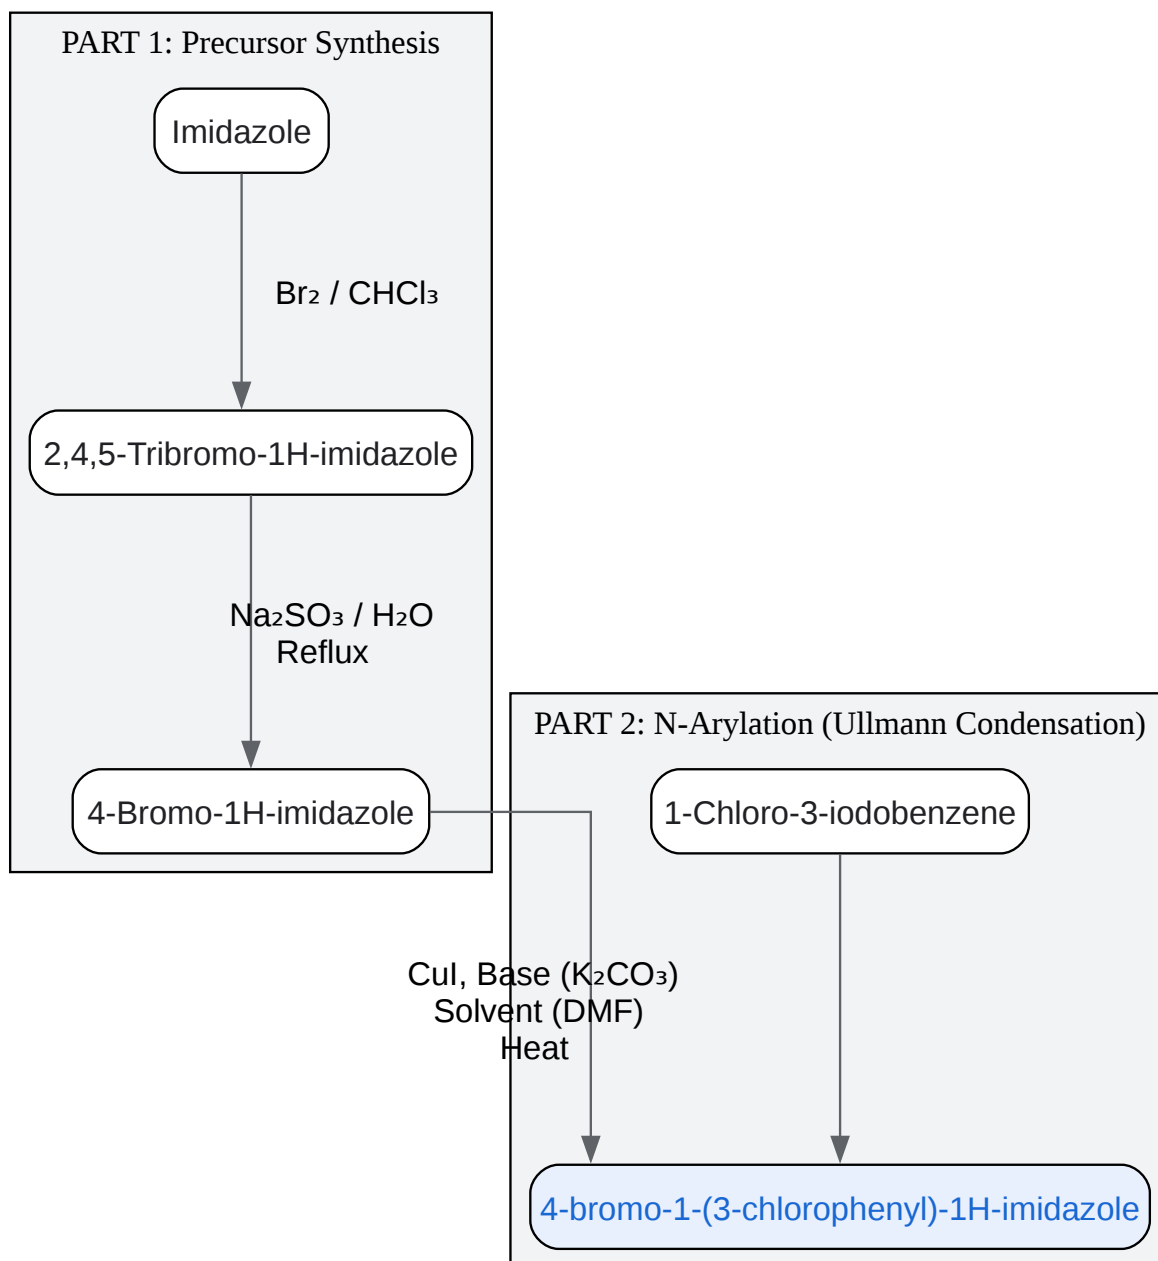 PART 1: Precursor Synthesis
Imidazole
Br₂ / CHCl₃
2,4,5-Tribromo-1H-imidazole
Na₂SO₃ / H₂O
Reflux
4-Bromo-1H-imidazole
PART 2: N-Arylation (Ullmann Condensation)
1-Chloro-3-iodobenzene
CuI, Base (K₂CO₃)
Solvent (DMF)
Heat
4-bromo-1-(3-chlorophenyl)-1H-imidazole